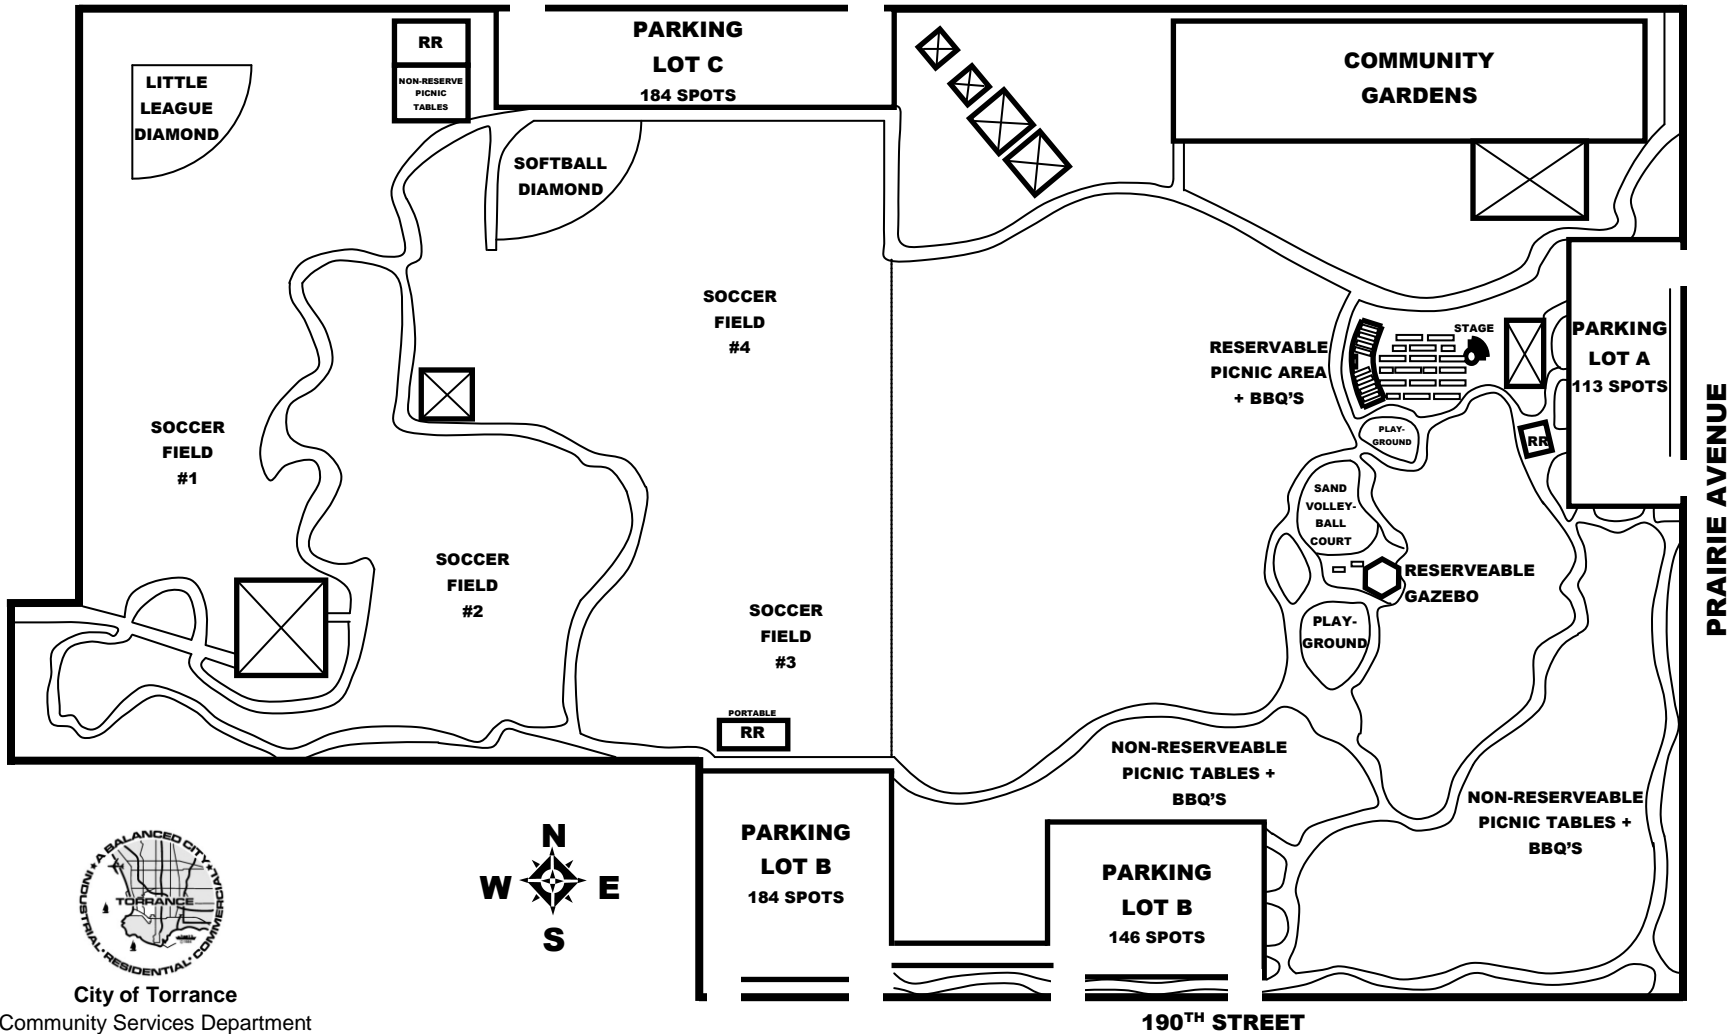 RR
NON-RESERVE
PICNIC
TABLES
LITTLE
LEAGUE
DIAMOND
PARKING
LOT C
184 SPOTS
COMMUNITY
GARDENS
SOFTBALL
DIAMOND
SOCCER
FIELD
#4
RESERVABLE
PICNIC AREA
+ BBQ'S
STAGE
PARKING
LOT A
113 SPOTS
PRAIRIE AVENUE
SOCCER
FIELD
#1
PLAY-
GROUND
RR
SAND
VOLLEY-
BALL
COURT
SOCCER
FIELD
#2
RESERVEABLE
GAZEBO
SOCCER
FIELD
#3
PLAY-
GROUND
PORTABLE
RR
NON-RESERVEABLE
PICNIC TABLES +
BBQ'S
NON-RESERVEABLE
PICNIC TABLES +
BBQ'S
PARKING
LOT B
184 SPOTS
PARKING
LOT B
146 SPOTS
N
W E
S
A BALANCED CITY
INDUSTRIAL • RESIDENTIAL • COMMERCIAL
TORRANCE
City of Torrance
Community Services Department
190TH STREET